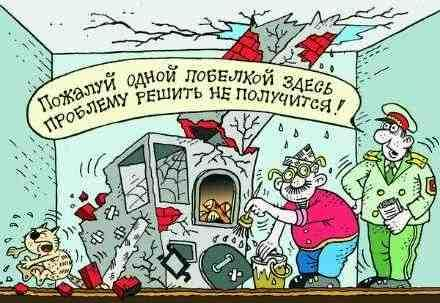 Пожалуй одной побелкой здесь
проблему решить не получится!